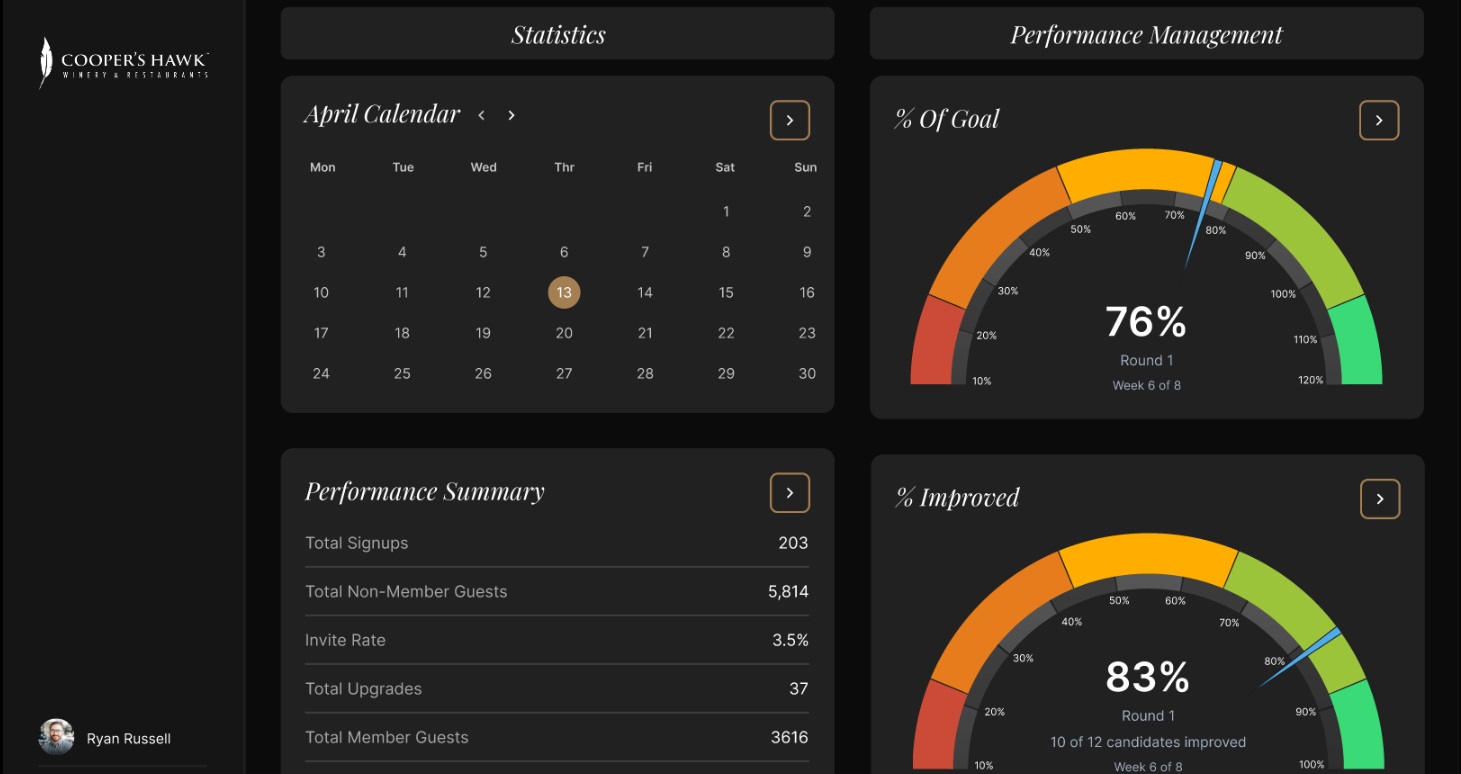 COOPER'S HAWK
WINERY & RESTAURANTS
Statistics
Performance Management
April Calendar
Mon Tue Wed Thr Fri Sat Sun
1 2
3 4 5 6 7 8 9
10 11 12 13 14 15 16
17 18 19 20 21 22 23
24 25 26 27 28 29 30
% Of Goal
10% 20% 30% 40% 50% 60% 70% 80% 90% 100% 110% 120%
76%
Round 1
Week 6 of 8
Performance Summary
Total Signups 203
Total Non-Member Guests 5,814
Invite Rate 3.5%
Total Upgrades 37
Total Member Guests 3616
% Improved
10% 20% 30% 40% 50% 60% 70% 80% 90% 100%
83%
Round 1
10 of 12 candidates improved
Week 6 of 8
Ryan Russell